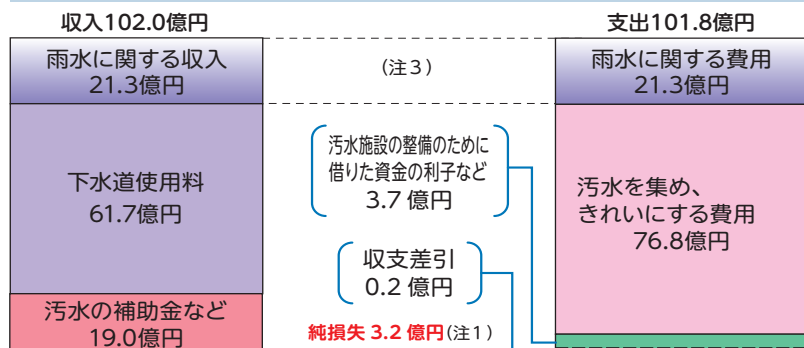 収入102.0億円
雨水に関する収入
21.3億円
下水道使用料
61.7億円
汚水の補助金など
19.0億円
(注3)
汚水施設の整備のために
借りた資金の利子など
3.7 億円
収支差引
0.2 億円
純損失 3.2 億円(注1)
支出101.8億円
雨水に関する費用
21.3億円
汚水を集め、
きれいにする費用
76.8億円